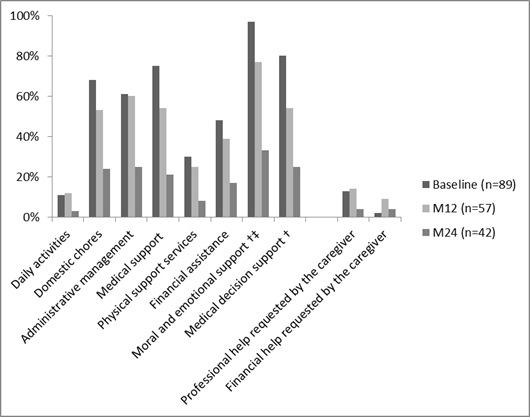 100%
80%
60%
40%
20%
0%
Daily activities
Domestic chores
Administrative management
Medical support
Physical support services
Financial assistance
Moral and emotional support †‡
Medical decision support †
Professional help requested by the caregiver
Financial help requested by the caregiver
Baseline (n=89)
M12 (n=57)
M24 (n=42)